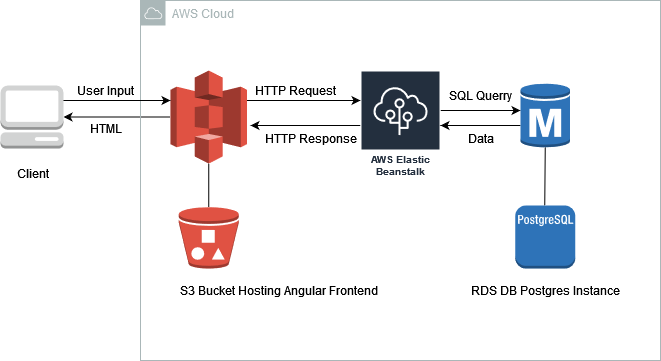 AWS Cloud
User Input
HTML
Client
HTTP Request
HTTP Response
AWS Elastic
Beanstalk
SQL Querry
Data
M
PostgreSQL
S3 Bucket Hosting Angular Frontend
RDS DB Postgres Instance